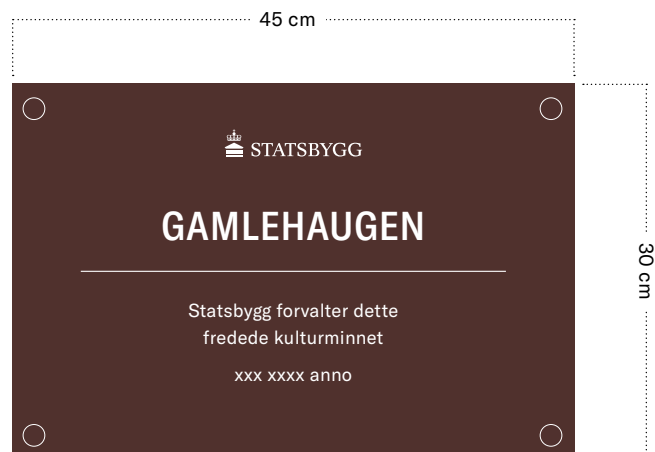 45 cm
STATSBYGG
GAMLEHAUGEN
30 cm
Statsbygg forvalter dette
fredede kulturminnet
xxx xxxx anno